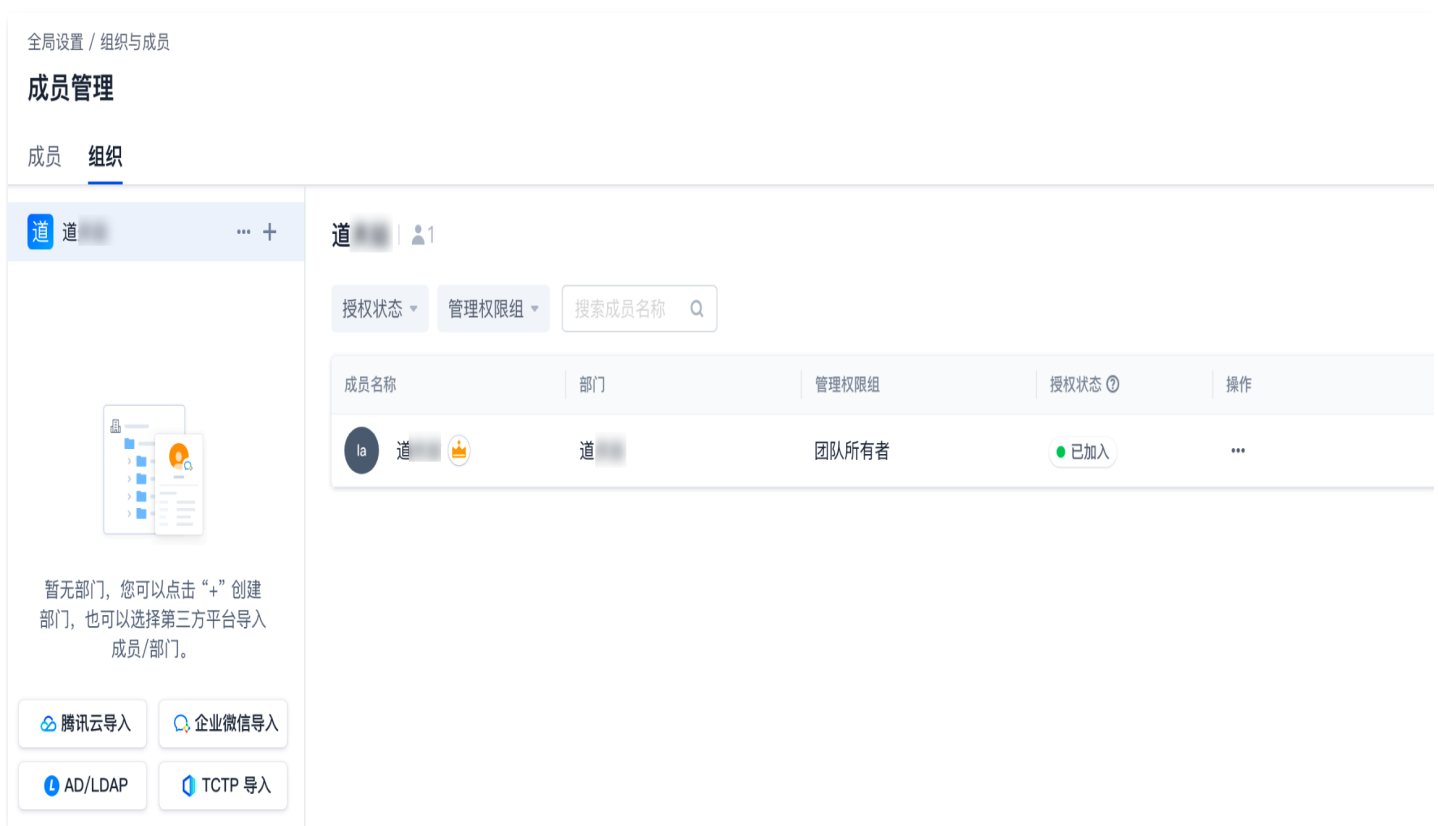 全局设置 / 组织与成员
成员管理
成员 组织
道 道 ··· +
道 1
授权状态 管理权限组 搜索成员名称
成员名称 部门 管理权限组 授权状态 操作
la 道 道 团队所有者 已加入 ···
暂无部门，您可以点击“+”创建
部门，也可以选择第三方平台导入
成员/部门。
腾讯云导入 企业微信导入
AD/LDAP TCTP 导入